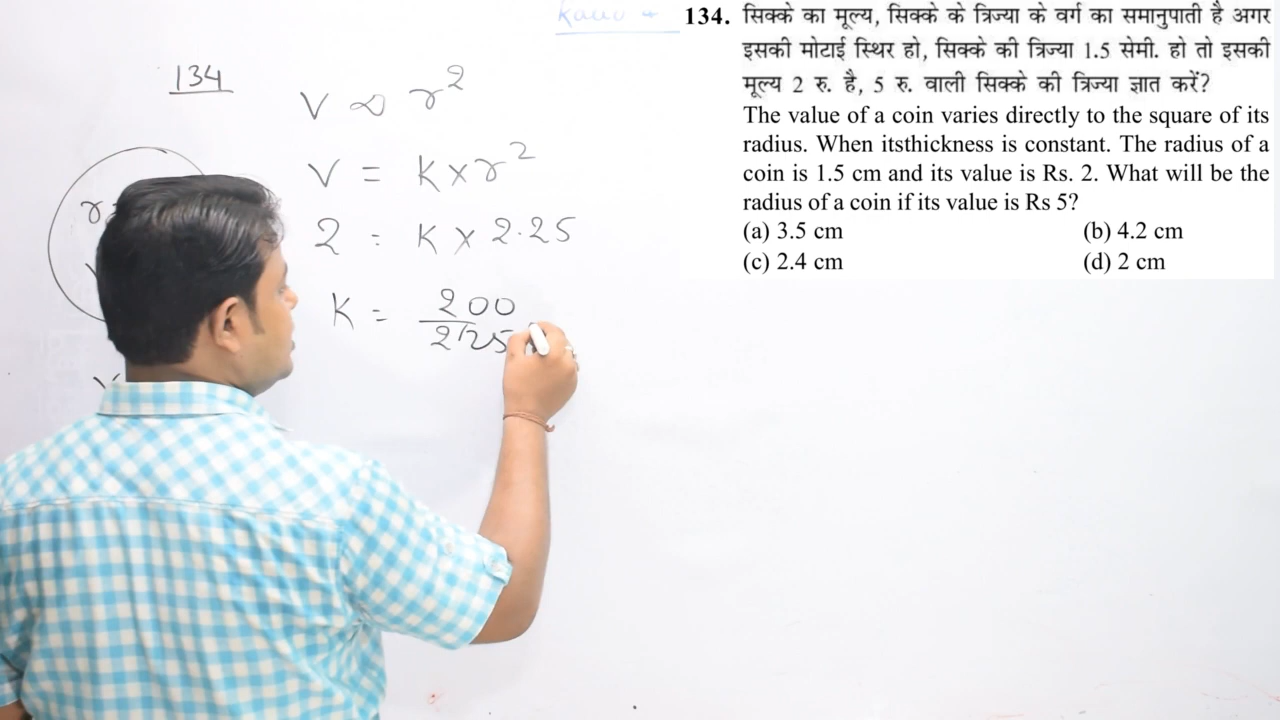 134. सिक्के का मूल्य, सिक्के के त्रिज्या के वर्ग का समानुपाती है अगर
इसकी मोटाई स्थिर हो, सिक्के की त्रिज्या 1.5 सेमी. हो तो इसकी
मूल्य 2 रु. है, 5 रु. वाली सिक्के की त्रिज्या ज्ञात करें?
The value of a coin varies directly to the square of its
radius. When itsthickness is constant. The radius of a
coin is 1.5 cm and its value is Rs. 2. What will be the
radius of a coin if its value is Rs 5?
(a) 3.5 cm (b) 4.2 cm
(c) 2.4 cm (d) 2 cm
134
V ∝ r²
V = K × r²
2 = K × 2.25
K = 200
225
r